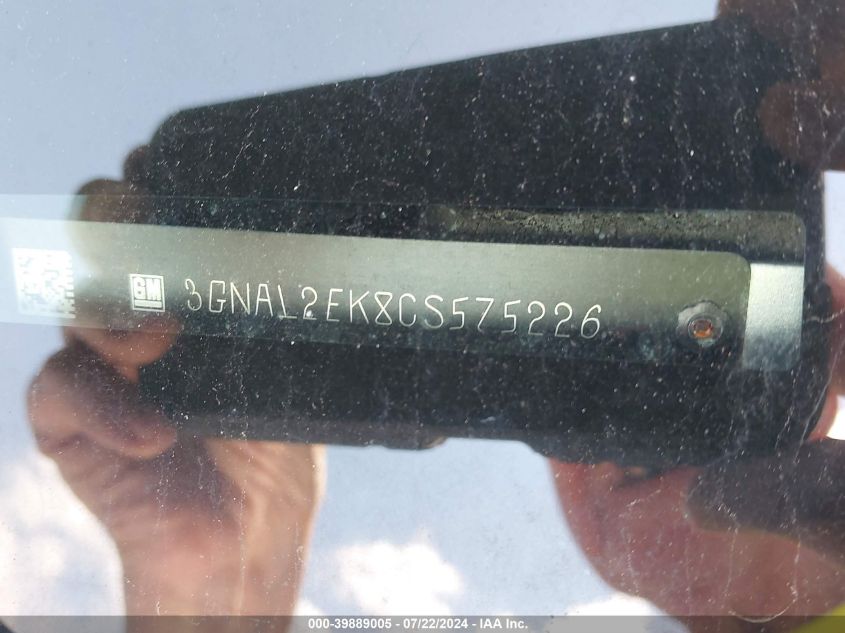 GM 3GNAL2EK8CS575226
000-39889005 - 07/22/2024 - IAA Inc.